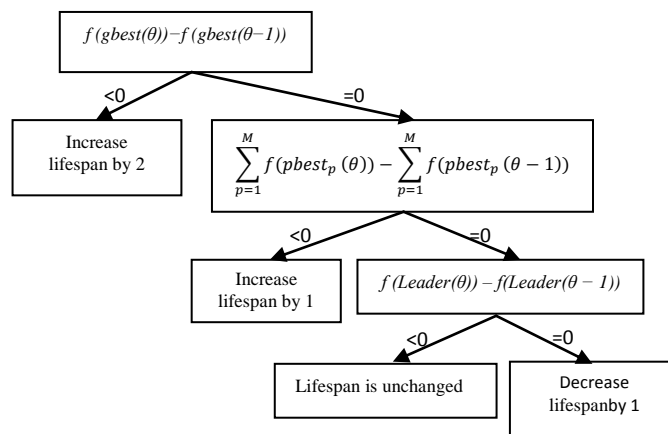 f (gbest(θ))−f (gbest(θ−1))
<0
=0
Increase
lifespan by 2
∑_{p=1}^{M} f(pbest_p (θ)) − ∑_{p=1}^{M} f(pbest_p (θ − 1))
<0
=0
Increase
lifespan by 1
f (Leader(θ)) – f(Leader(θ − 1))
<0
=0
Lifespan is unchanged
Decrease
lifespanby 1